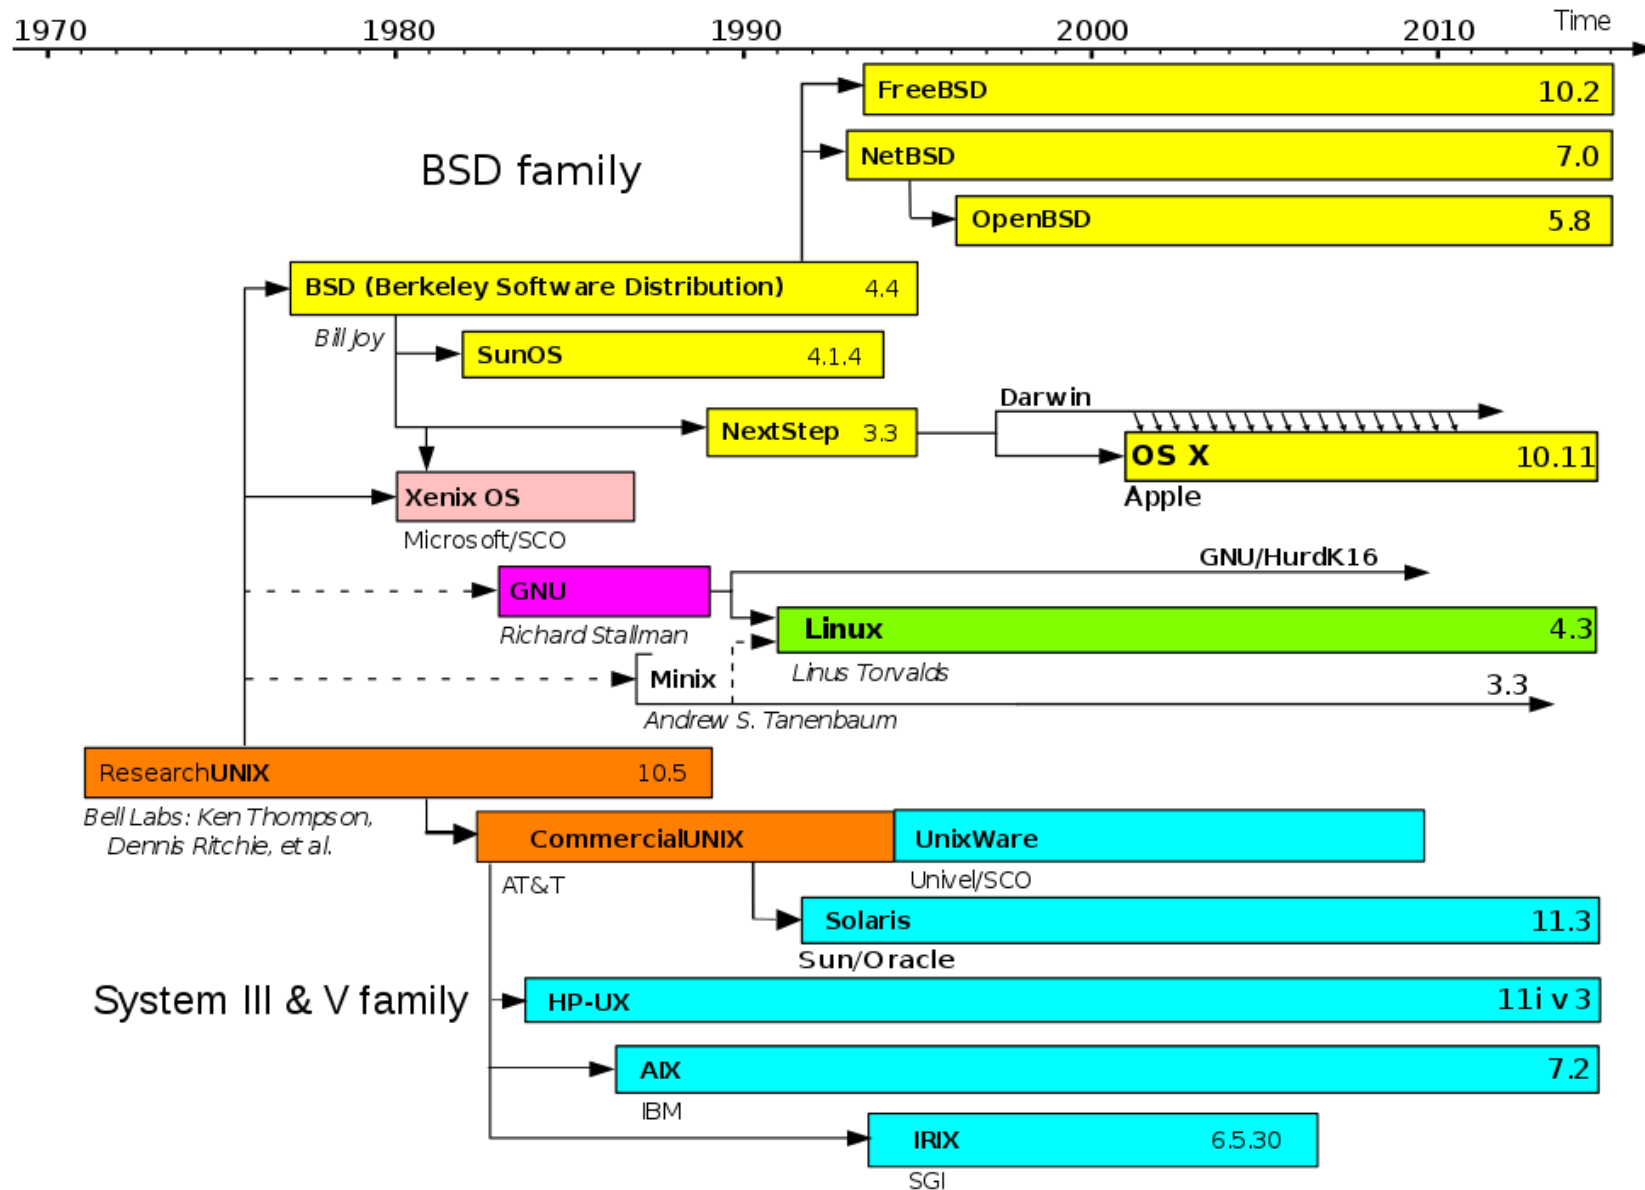 1970 1980 1990 2000 2010 Time
FreeBSD 10.2
NetBSD 7.0
BSD family
OpenBSD 5.8
BSD (Berkeley Software Distribution) 4.4
Bill Joy
SunOS 4.1.4
Darwin
NextStep 3.3
OS X 10.11
Apple
Xenix OS
Microsoft/SCO
GNU/HurdK16
GNU
Richard Stallman
Linux 4.3
Linus Torvalds
Minix 3.3
Andrew S. Tanenbaum
ResearchUNIX 10.5
Bell Labs: Ken Thompson,
Dennis Ritchie, et al.
CommercialUNIX UnixWare
AT&T
Univel/SCO
Solaris 11.3
Sun/Oracle
System III & V family
HP-UX 11i v 3
AIX 7.2
IBM
IRIX 6.5.30
SGI